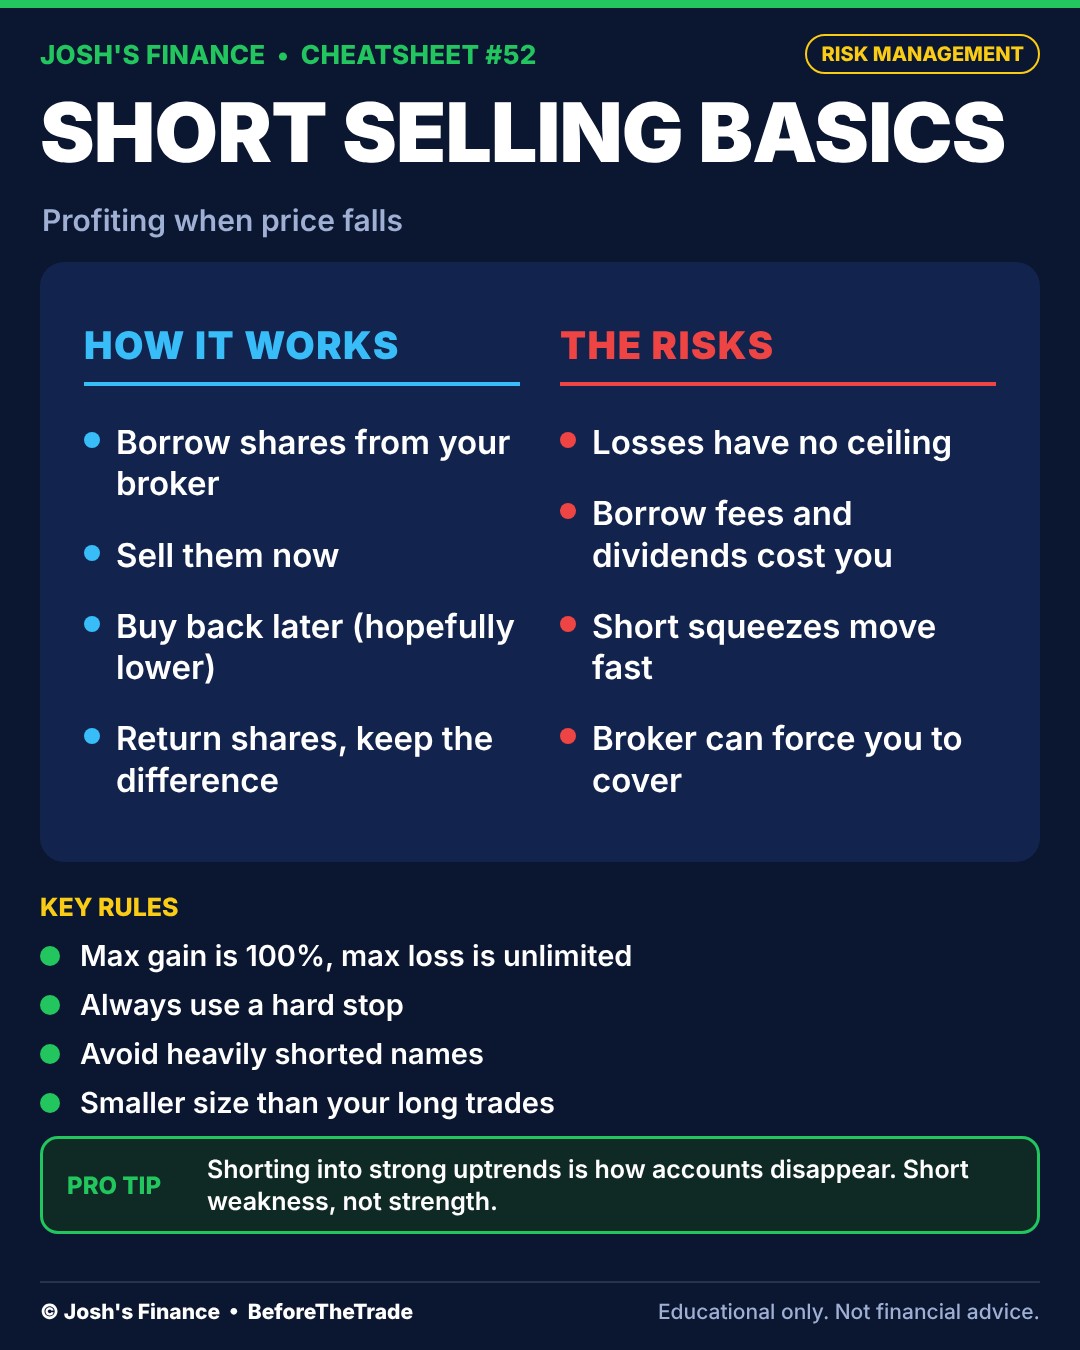 JOSH'S FINANCE • CHEATSHEET #52
RISK MANAGEMENT
SHORT SELLING BASICS
Profiting when price falls
HOW IT WORKS
Borrow shares from your
broker
Sell them now
Buy back later (hopefully
lower)
Return shares, keep the
difference
THE RISKS
Losses have no ceiling
Borrow fees and
dividends cost you
Short squeezes move
fast
Broker can force you to
cover
KEY RULES
Max gain is 100%, max loss is unlimited
Always use a hard stop
Avoid heavily shorted names
Smaller size than your long trades
PRO TIP
Shorting into strong uptrends is how accounts disappear. Short
weakness, not strength.
© Josh's Finance • BeforeTheTrade
Educational only. Not financial advice.